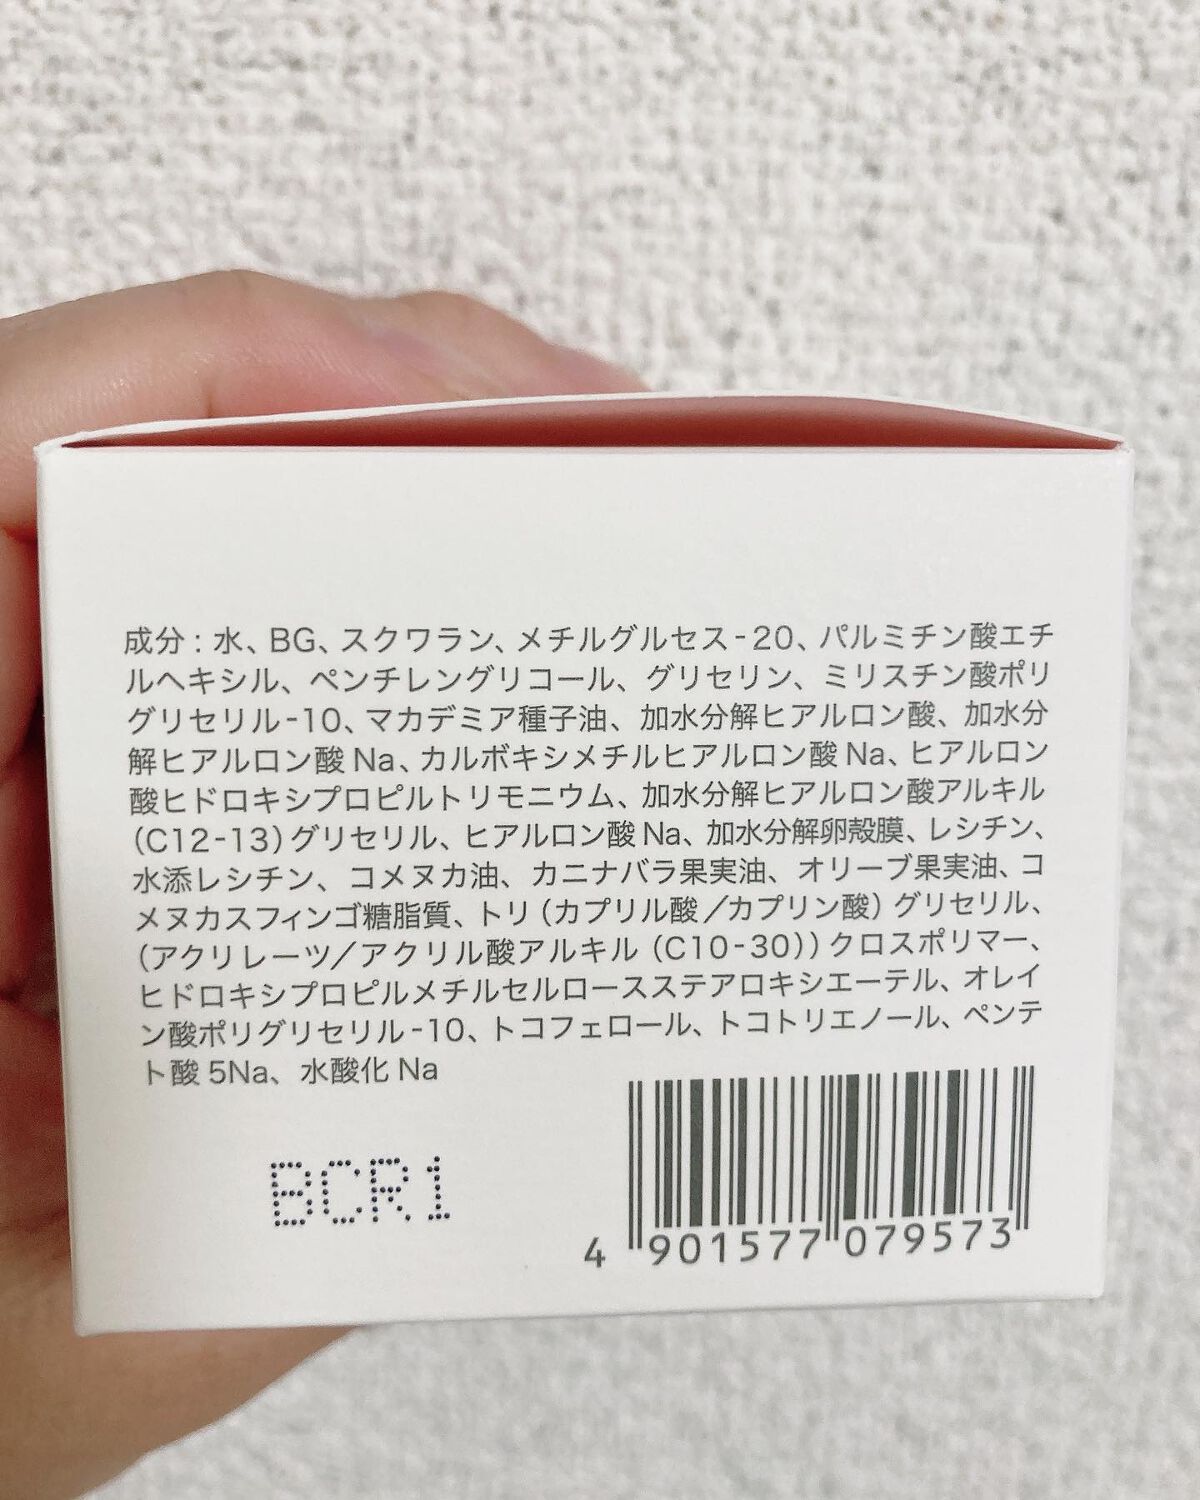 成分：水、BG、スクワラン、メチルグルセス-20、パルミチン酸エチ
ルヘキシル、ペンチレングリコール、グリセリン、ミリスチン酸ポリ
グリセリル-10、マカデミア種子油、加水分解ヒアルロン酸、加水分
解ヒアルロン酸Na、カルボキシメチルヒアルロン酸Na、ヒアルロン
酸ヒドロキシプロピルトリモニウム、加水分解ヒアルロン酸アルキル
（C12-13）グリセリル、ヒアルロン酸Na、加水分解卵殻膜、レシチン、
水添レシチン、コメヌカ油、カニナバラ果実油、オリーブ果実油、コ
メヌカスフィンゴ糖脂質、トリ（カプリル酸／カプリン酸）グリセリル、
（アクリレーツ／アクリル酸アルキル（C10-30））クロスポリマー、
ヒドロキシプロピルメチルセルロースステアロキシエーテル、オレイ
ン酸ポリグリセリル-10、トコフェロール、トコトリエノール、ペンテ
ト酸5Na、水酸化Na
BCR1
4 901577 079573